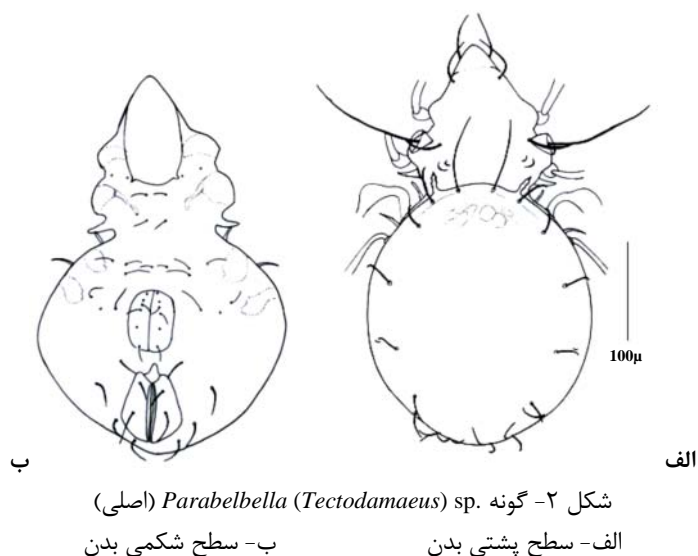 100μ
الف
ب
شکل ۲- گونه Parabelbella (Tectodamaeus) sp. (اصلی)
الف- سطح پشتی بدن ب- سطح شکمی بدن